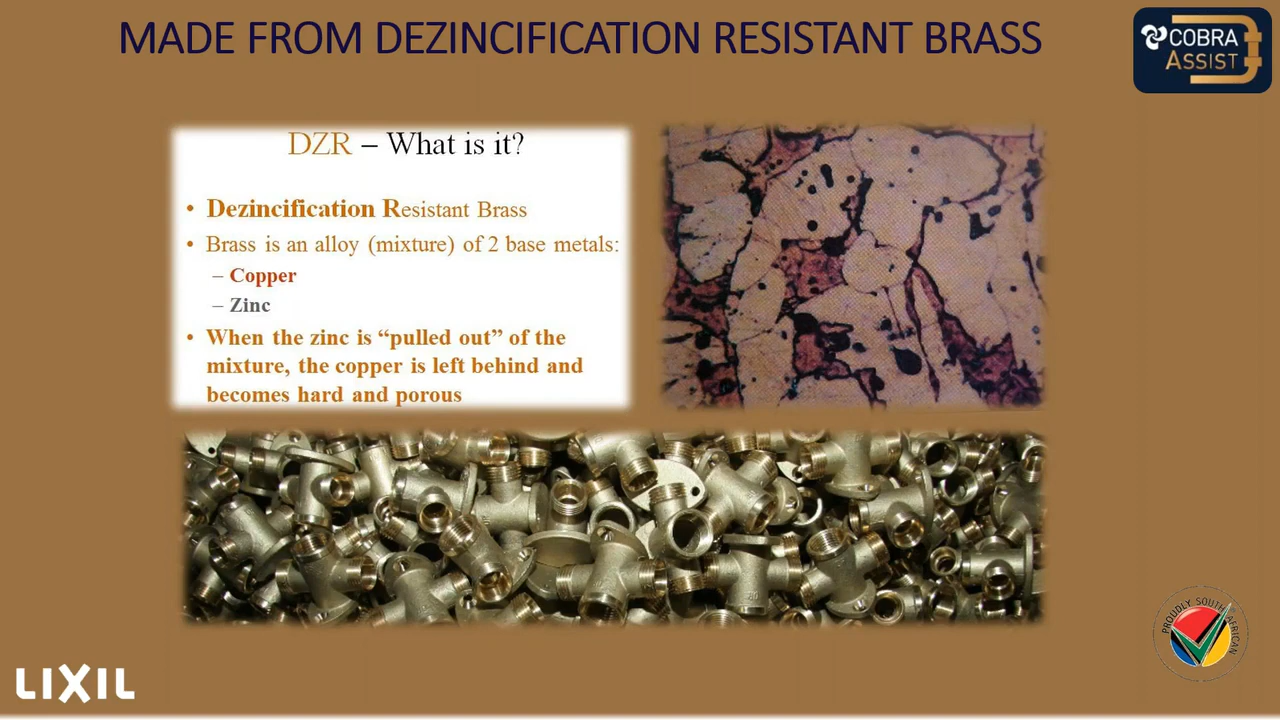 MADE FROM DEZINCIFICATION RESISTANT BRASS
COBRA
ASSIST
DZR – What is it?
• Dezincification Resistant Brass
• Brass is an alloy (mixture) of 2 base metals:
– Copper
– Zinc
• When the zinc is “pulled out” of the
mixture, the copper is left behind and
becomes hard and porous
PROUDLY SOUTH AFRICAN
LIXIL